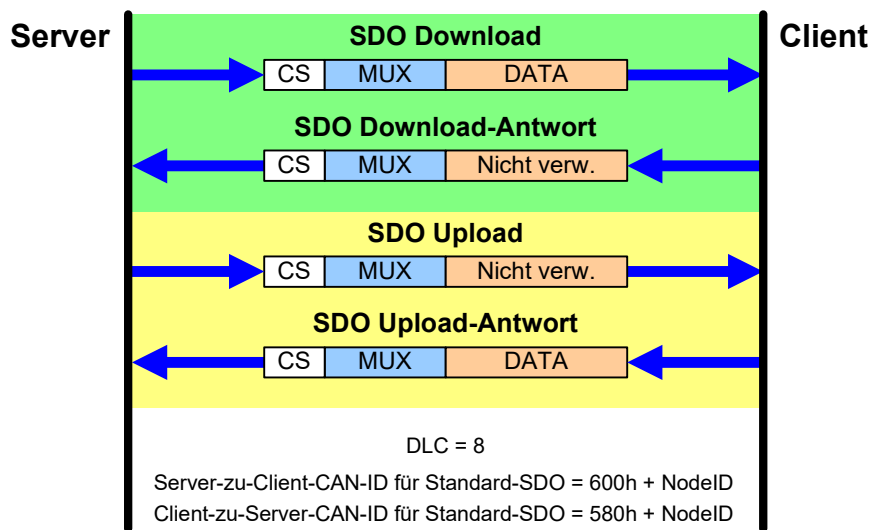 Server
Client
SDO Download
CS MUX DATA
SDO Download-Antwort
CS MUX Nicht verw.
SDO Upload
CS MUX Nicht verw.
SDO Upload-Antwort
CS MUX DATA
DLC = 8
Server-zu-Client-CAN-ID für Standard-SDO = 600h + NodeID
Client-zu-Server-CAN-ID für Standard-SDO = 580h + NodeID